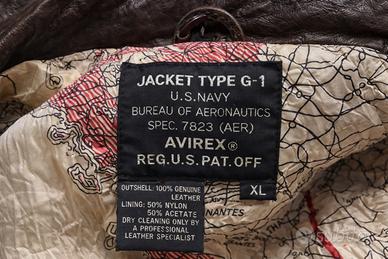 JACKET TYPE G-1
U.S. NAVY
BUREAU OF AERONAUTICS
SPEC. 7823 (AER)
AVIREX®
REG. U.S. PAT. OFF
XL
OUTSHELL: 100% GENUINE
LEATHER
LINING: 50% NYLON
50% ACETATE
DRY CLEANING ONLY BY
A PROFESSIONAL
LEATHER SPECIALIST
NANTES